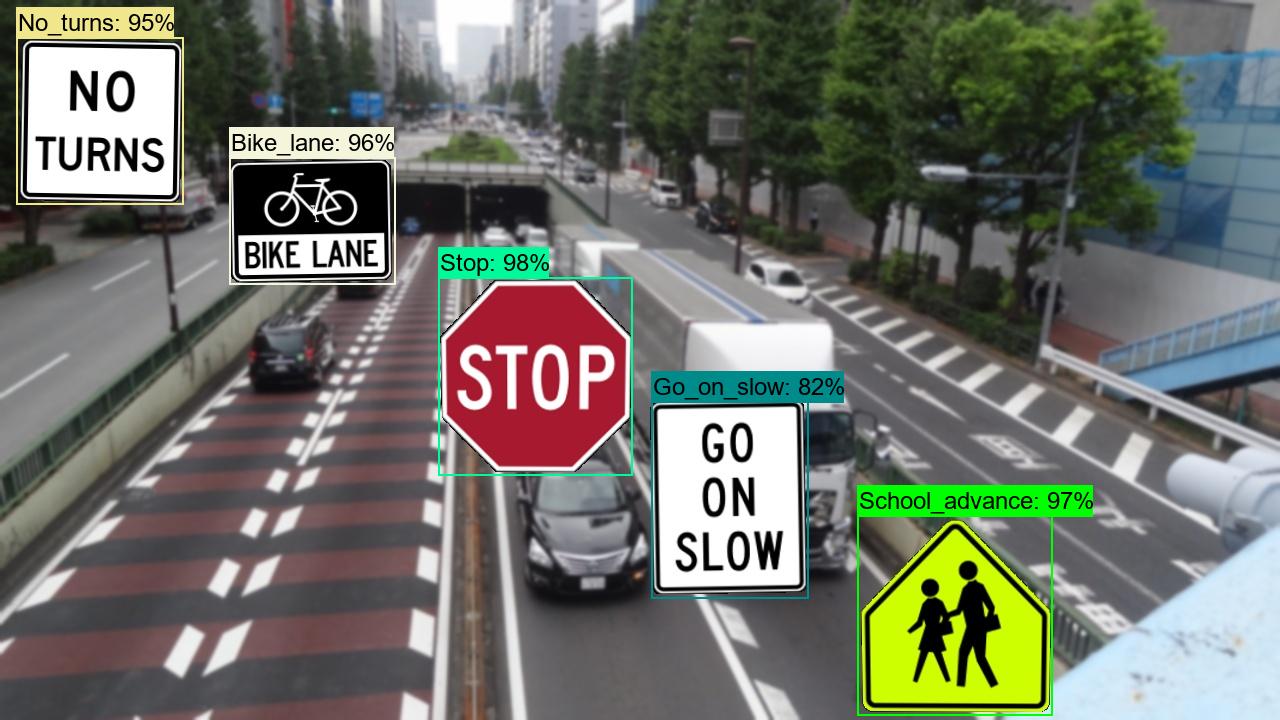 No_turns: 95%
NO
TURNS
Bike_lane: 96%
BIKE LANE
Stop: 98%
STOP
Go_on_slow: 82%
GO
ON
SLOW
School_advance: 97%